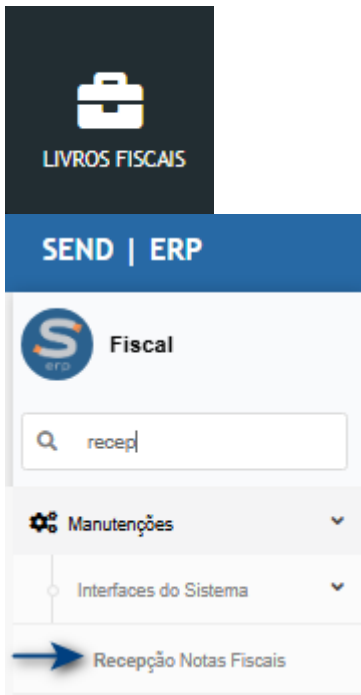 LIVROS FISCAIS
SEND | ERP
S
erp
Fiscal
recep
Manutenções
Interfaces do Sistema
Recepção Notas Fiscais